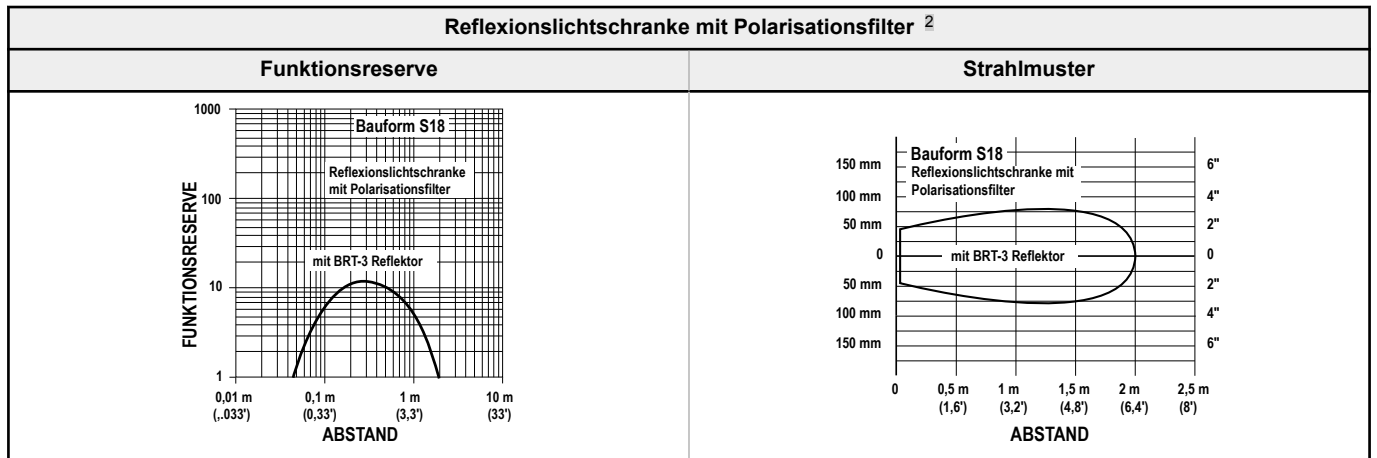 Reflexionslichtschranke mit Polarisationsfilter 2
Funktionsreserve
Strahlmuster
1000
100
10
1
FUNKTIONSRESERVE
Bauform S18
Reflexionslichtschranke
mit Polarisationsfilter
mit BRT-3 Reflektor
0,01 m
(,.033')
0,1 m
(0,33')
1 m
(3,3')
10 m
(33')
ABSTAND
150 mm
100 mm
50 mm
0
50 mm
100 mm
150 mm
Bauform S18
Reflexionslichtschranke mit
Polarisationsfilter
mit BRT-3 Reflektor
6"
4"
2"
0
2"
4"
6"
0
0,5 m
(1,6')
1 m
(3,2')
1,5 m
(4,8')
2 m
(6,4')
2,5 m
(8')
ABSTAND